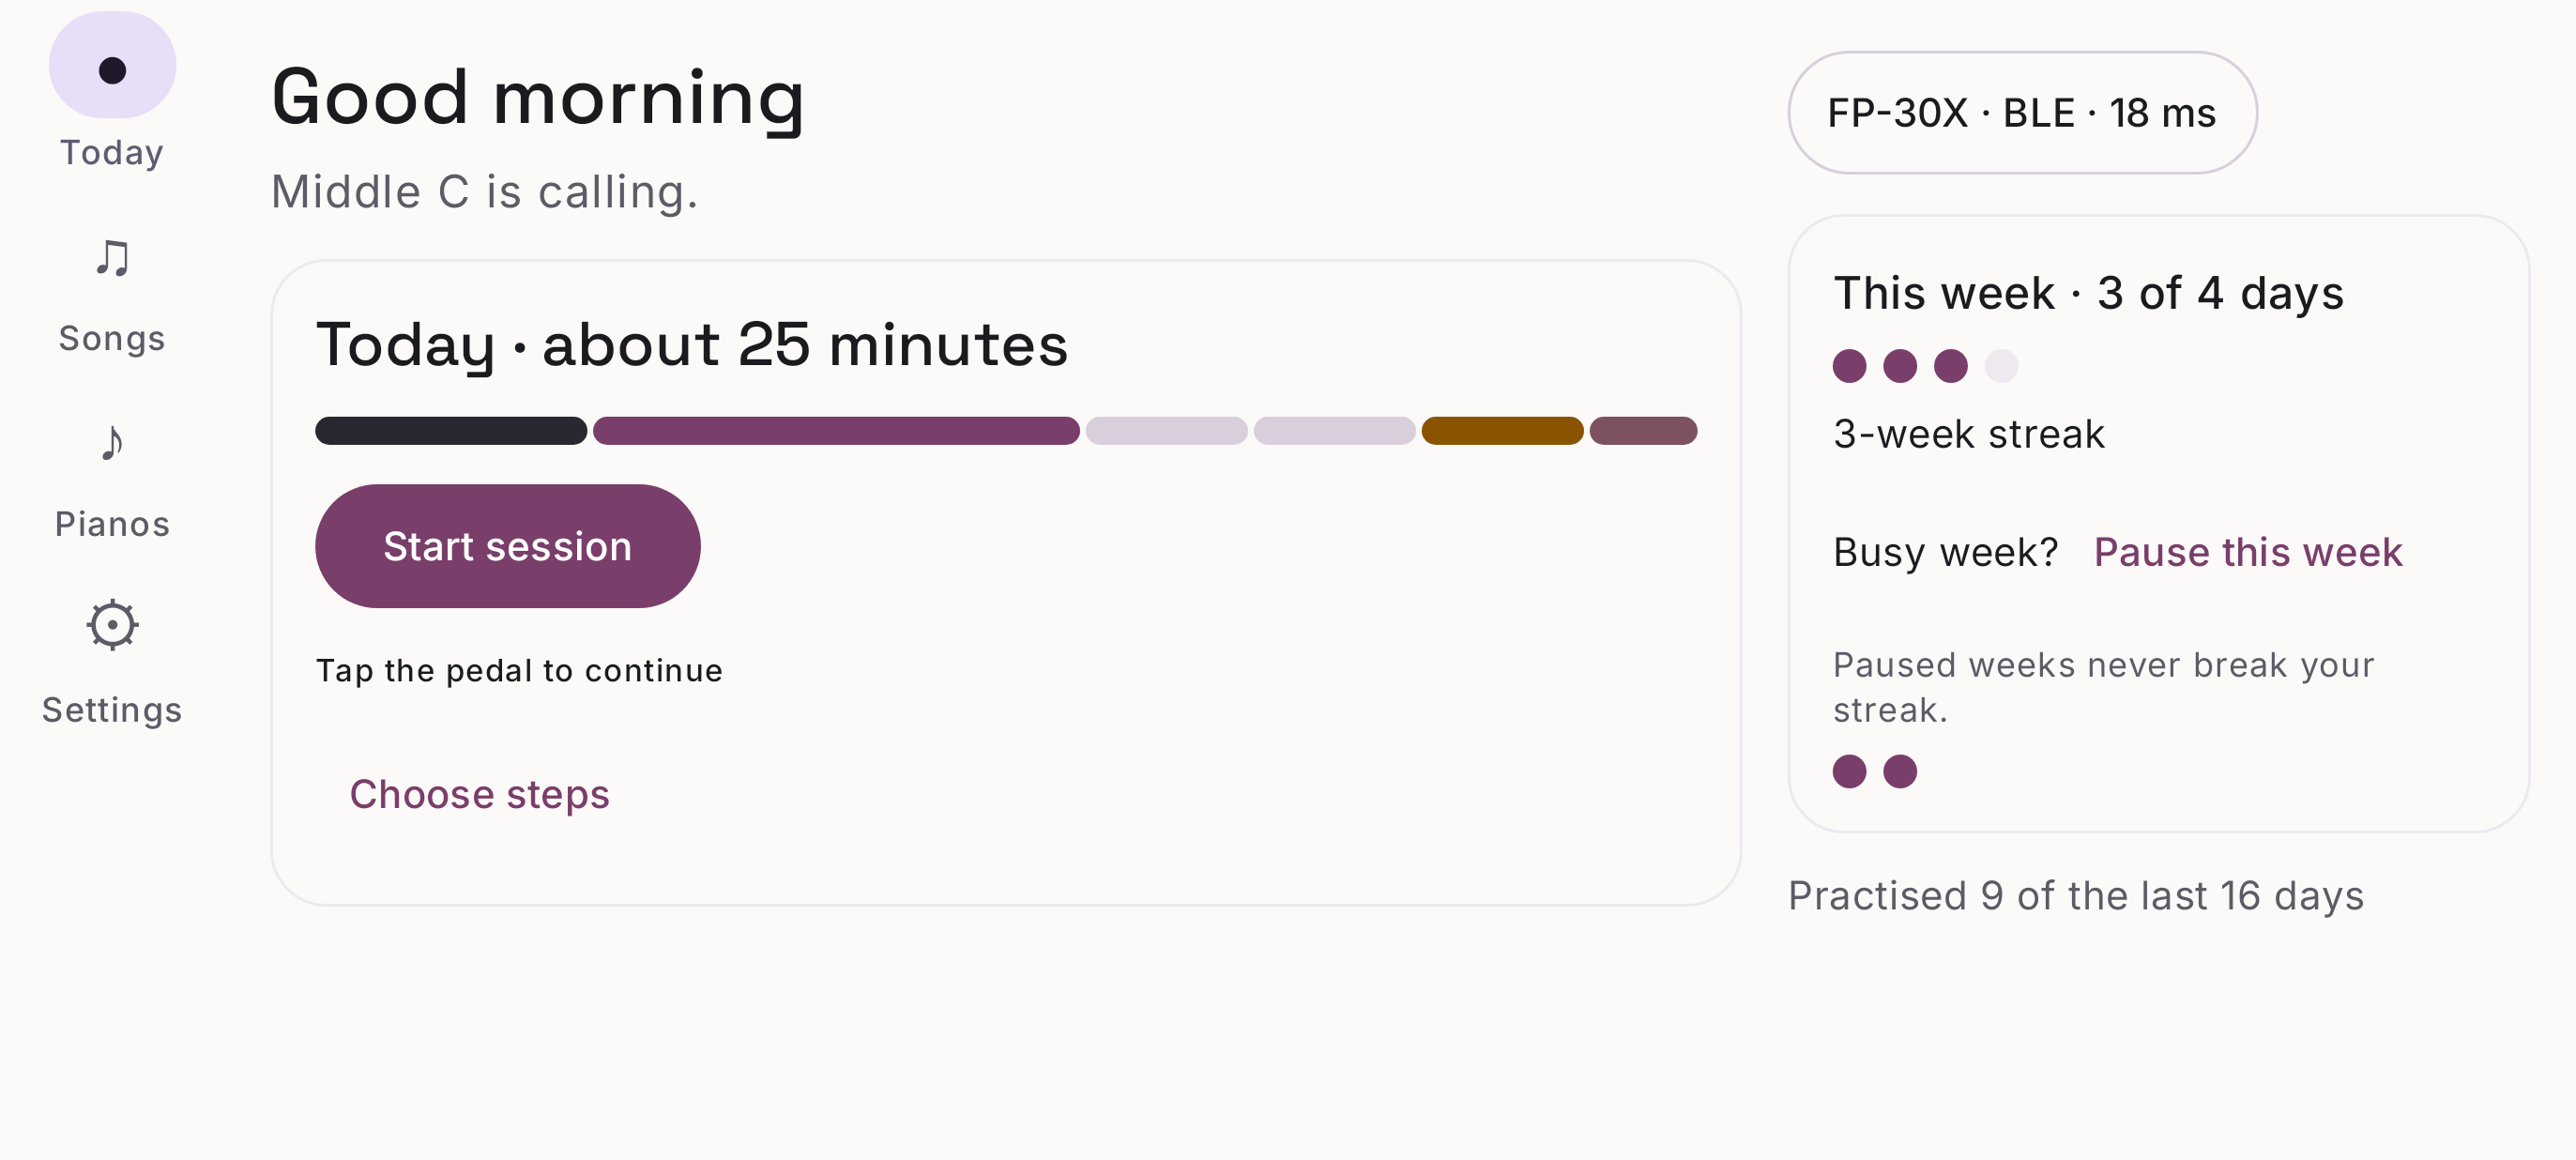 Today
Songs
Pianos
Settings
Good morning
Middle C is calling.
Today · about 25 minutes
Start session
Tap the pedal to continue
Choose steps
FP-30X · BLE · 18 ms
This week · 3 of 4 days
3-week streak
Busy week? Pause this week
Paused weeks never break your
streak.
Practised 9 of the last 16 days